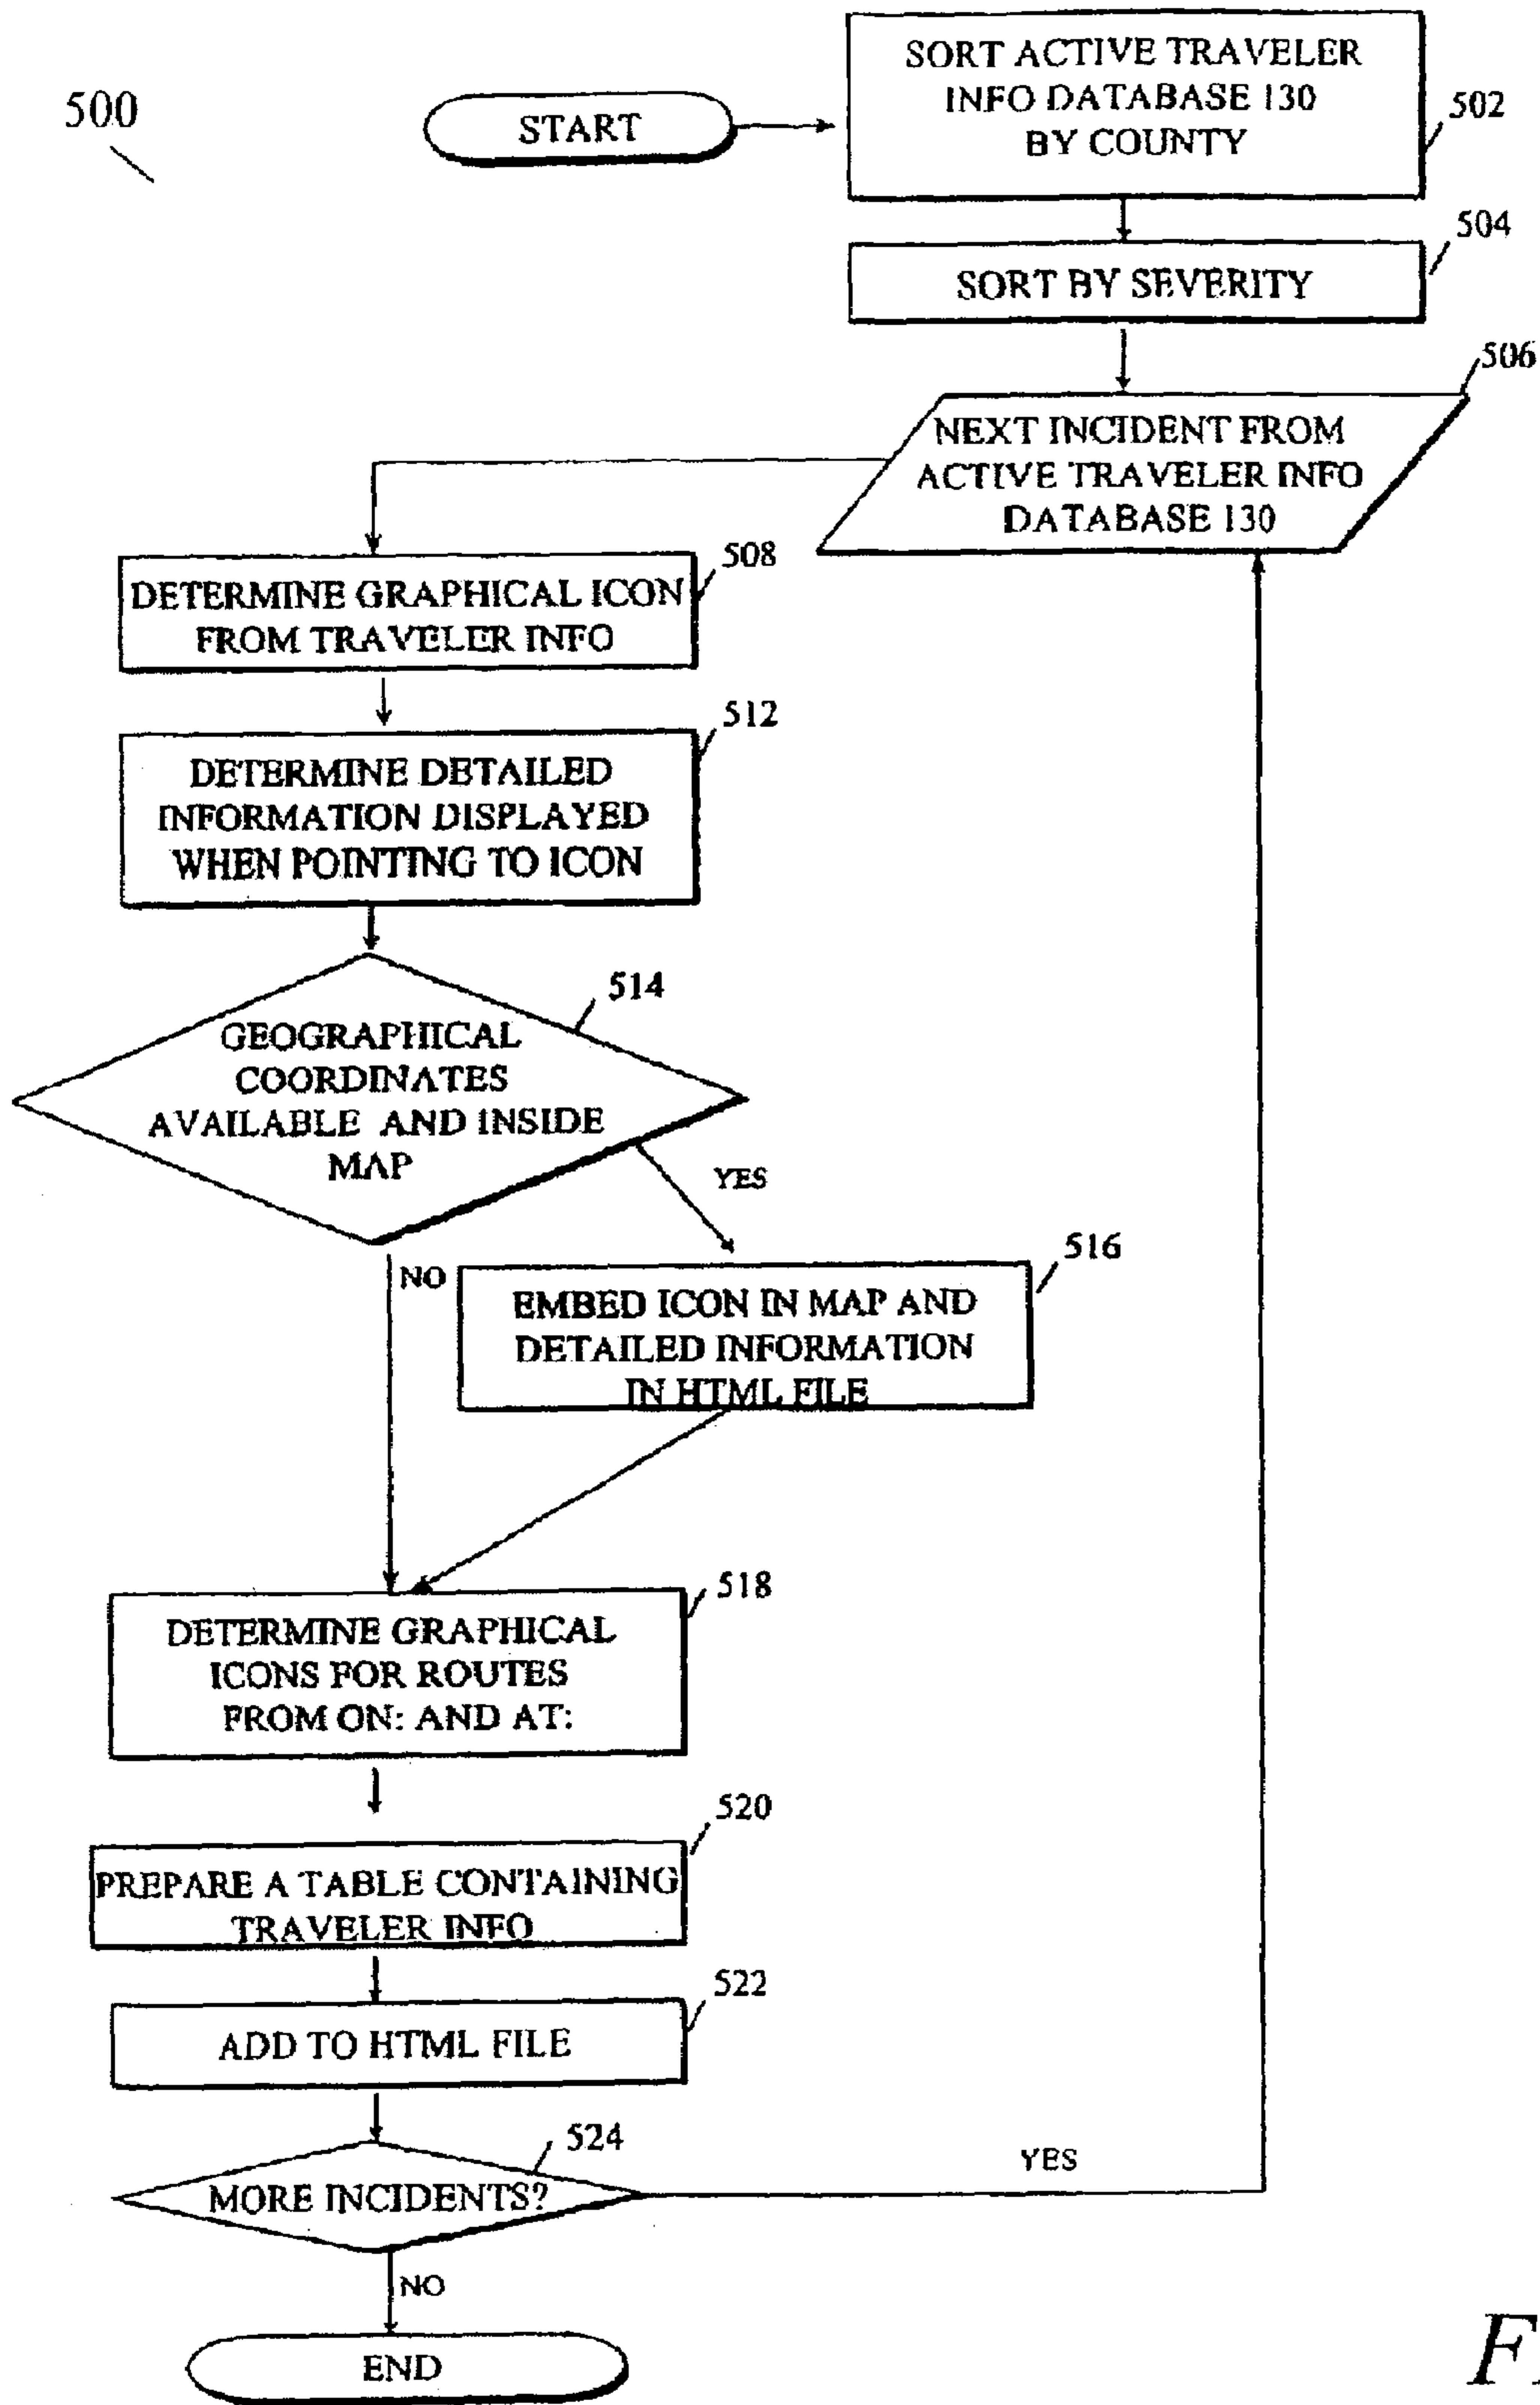 500
START
SORT ACTIVE TRAVELER
INFO DATABASE 130
BY COUNTY
502
SORT BY SEVERITY
504
NEXT INCIDENT FROM
ACTIVE TRAVELER INFO
DATABASE 130
506
DETERMINE GRAPHICAL ICON
FROM TRAVELER INFO
508
DETERMINE DETAILED
INFORMATION DISPLAYED
WHEN POINTING TO ICON
512
GEOGRAPHICAL
COORDINATES
AVAILABLE AND INSIDE
MAP
514
YES
NO
EMBED ICON IN MAP AND
DETAILED INFORMATION
IN HTML FILE
516
DETERMINE GRAPHICAL
ICONS FOR ROUTES
FROM ON: AND AT:
518
PREPARE A TABLE CONTAINING
TRAVELER INFO
520
ADD TO HTML FILE
522
MORE INCIDENTS?
524
YES
NO
END